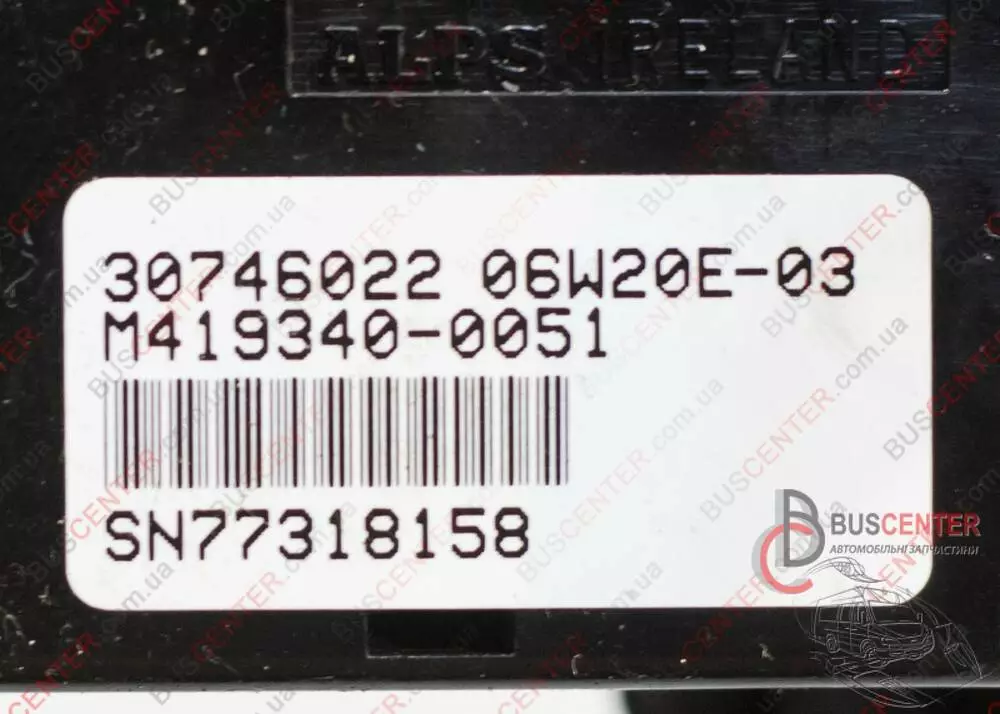 ALPS IRELAND
30746022 06W20E-03
M419340-0051
SN77318158
BUSCENTER
АВТОМОБІЛЬНІ ЗАПЧАСТИНИ